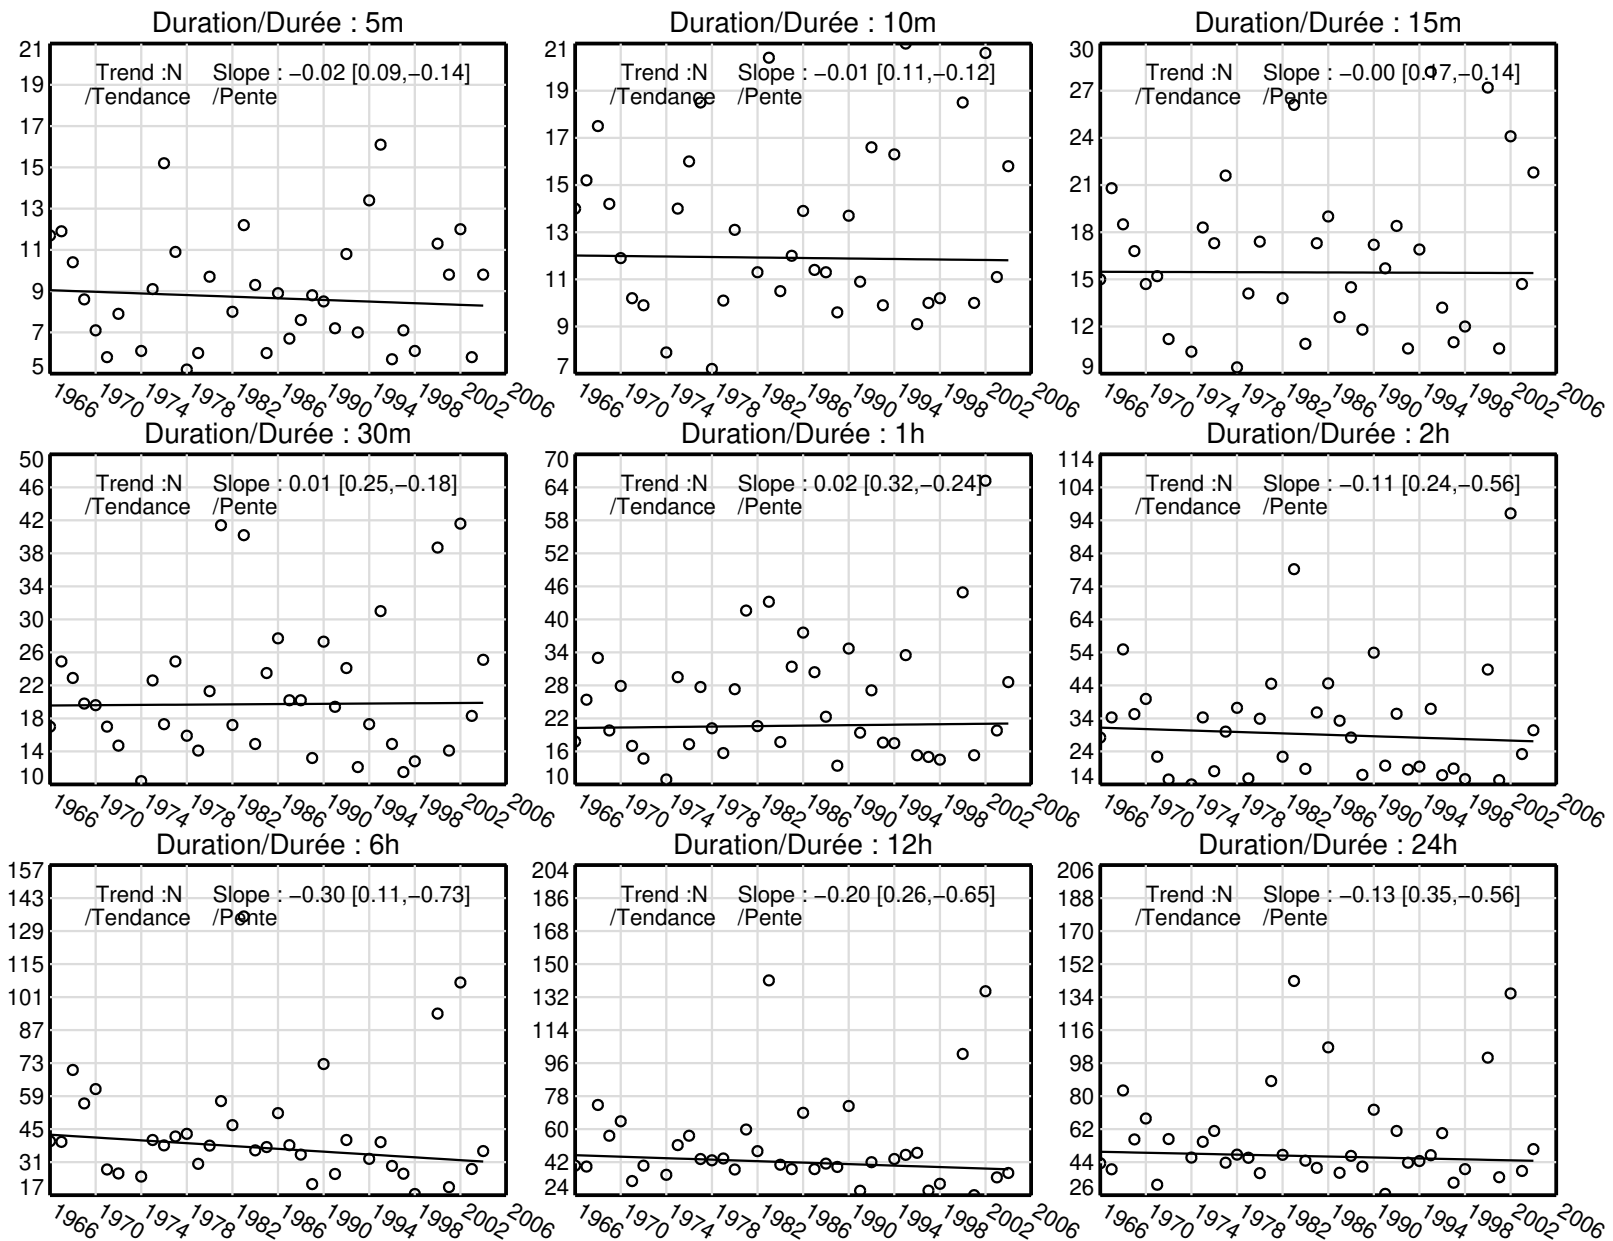 Duration/Durée : 5m
Trend :N Slope : −0.02 [0.09,−0.14]
/Tendance /Pente
21
19
17
15
13
11
9
7
5
1966 1970 1974 1978 1982 1986 1990 1994 1998 2002 2006
Duration/Durée : 10m
Trend :N Slope : −0.01 [0.11,−0.12]
/Tendance /Pente
21
19
17
15
13
11
9
7
1966 1970 1974 1978 1982 1986 1990 1994 1998 2002 2006
Duration/Durée : 15m
Trend :N Slope : −0.00 [0.17,−0.14]
/Tendance /Pente
30
27
24
21
18
15
12
9
1966 1970 1974 1978 1982 1986 1990 1994 1998 2002 2006
Duration/Durée : 30m
Trend :N Slope : 0.01 [0.25,−0.18]
/Tendance /Pente
50
46
42
38
34
30
26
22
18
14
10
1966 1970 1974 1978 1982 1986 1990 1994 1998 2002 2006
Duration/Durée : 1h
Trend :N Slope : 0.02 [0.32,−0.24]
/Tendance /Pente
70
64
58
52
46
40
34
28
22
16
10
1966 1970 1974 1978 1982 1986 1990 1994 1998 2002 2006
Duration/Durée : 2h
Trend :N Slope : −0.11 [0.24,−0.56]
/Tendance /Pente
114
104
94
84
74
64
54
44
34
24
14
1966 1970 1974 1978 1982 1986 1990 1994 1998 2002 2006
Duration/Durée : 6h
Trend :N Slope : −0.30 [0.11,−0.73]
/Tendance /Pente
157
143
129
115
101
87
73
59
45
31
17
1966 1970 1974 1978 1982 1986 1990 1994 1998 2002 2006
Duration/Durée : 12h
Trend :N Slope : −0.20 [0.26,−0.65]
/Tendance /Pente
204
186
168
150
132
114
96
78
60
42
24
1966 1970 1974 1978 1982 1986 1990 1994 1998 2002 2006
Duration/Durée : 24h
Trend :N Slope : −0.13 [0.35,−0.56]
/Tendance /Pente
206
188
170
152
134
116
98
80
62
44
26
1966 1970 1974 1978 1982 1986 1990 1994 1998 2002 2006